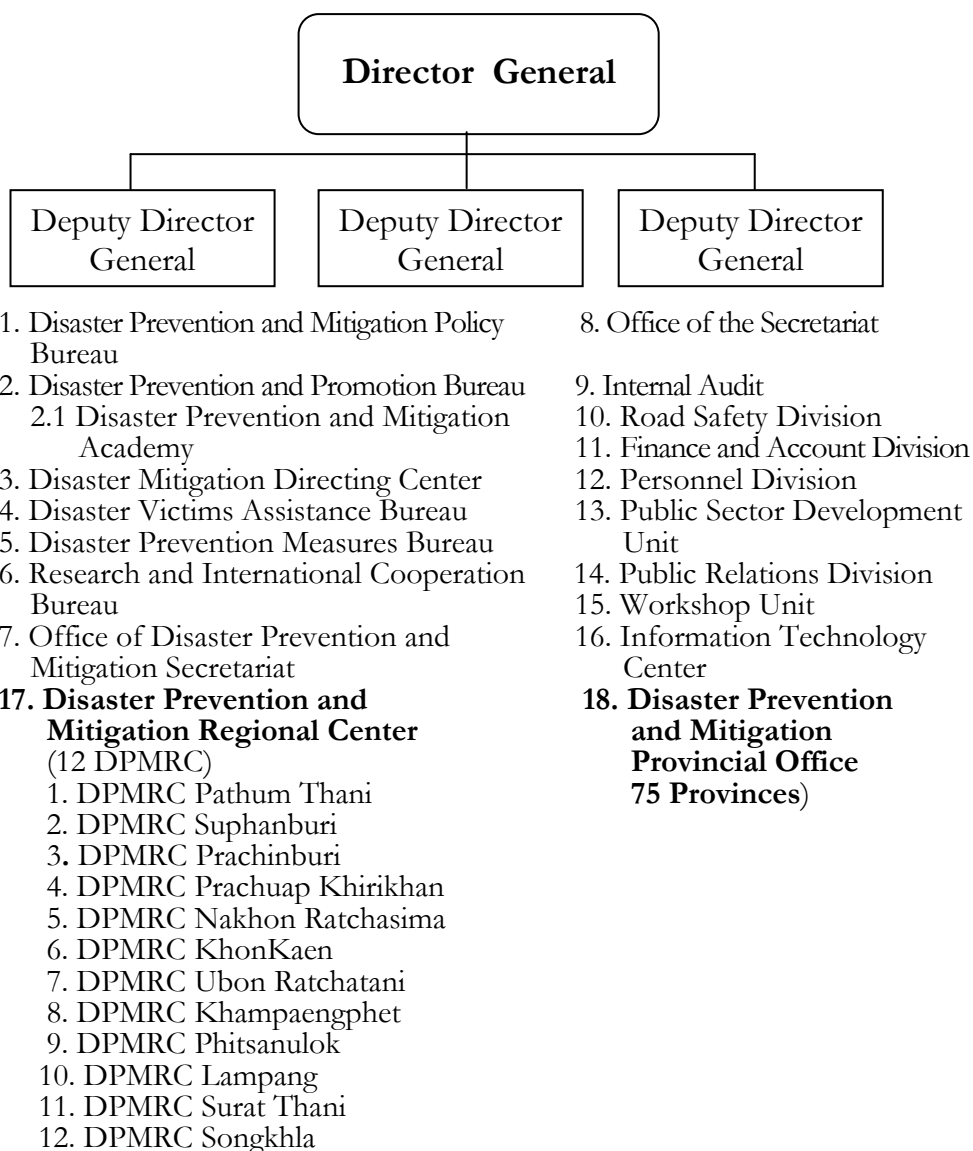 Director General
Deputy Director
General
Deputy Director
General
Deputy Director
General
1. Disaster Prevention and Mitigation Policy
Bureau
2. Disaster Prevention and Promotion Bureau
2.1 Disaster Prevention and Mitigation
Academy
3. Disaster Mitigation Directing Center
4. Disaster Victims Assistance Bureau
5. Disaster Prevention Measures Bureau
6. Research and International Cooperation
Bureau
7. Office of Disaster Prevention and
Mitigation Secretariat
8. Office of the Secretariat
9. Internal Audit
10. Road Safety Division
11. Finance and Account Division
12. Personnel Division
13. Public Sector Development
Unit
14. Public Relations Division
15. Workshop Unit
16. Information Technology
Center
17. Disaster Prevention and
Mitigation Regional Center
(12 DPMRC)
1. DPMRC Pathum Thani
2. DPMRC Suphanburi
3. DPMRC Prachinburi
4. DPMRC Prachuap Khirikhan
5. DPMRC Nakhon Ratchasima
6. DPMRC KhonKaen
7. DPMRC Ubon Ratchatani
8. DPMRC Khampaengphet
9. DPMRC Phitsanulok
10. DPMRC Lampang
11. DPMRC Surat Thani
12. DPMRC Songkhla
18. Disaster Prevention
and Mitigation
Provincial Office
75 Provinces)